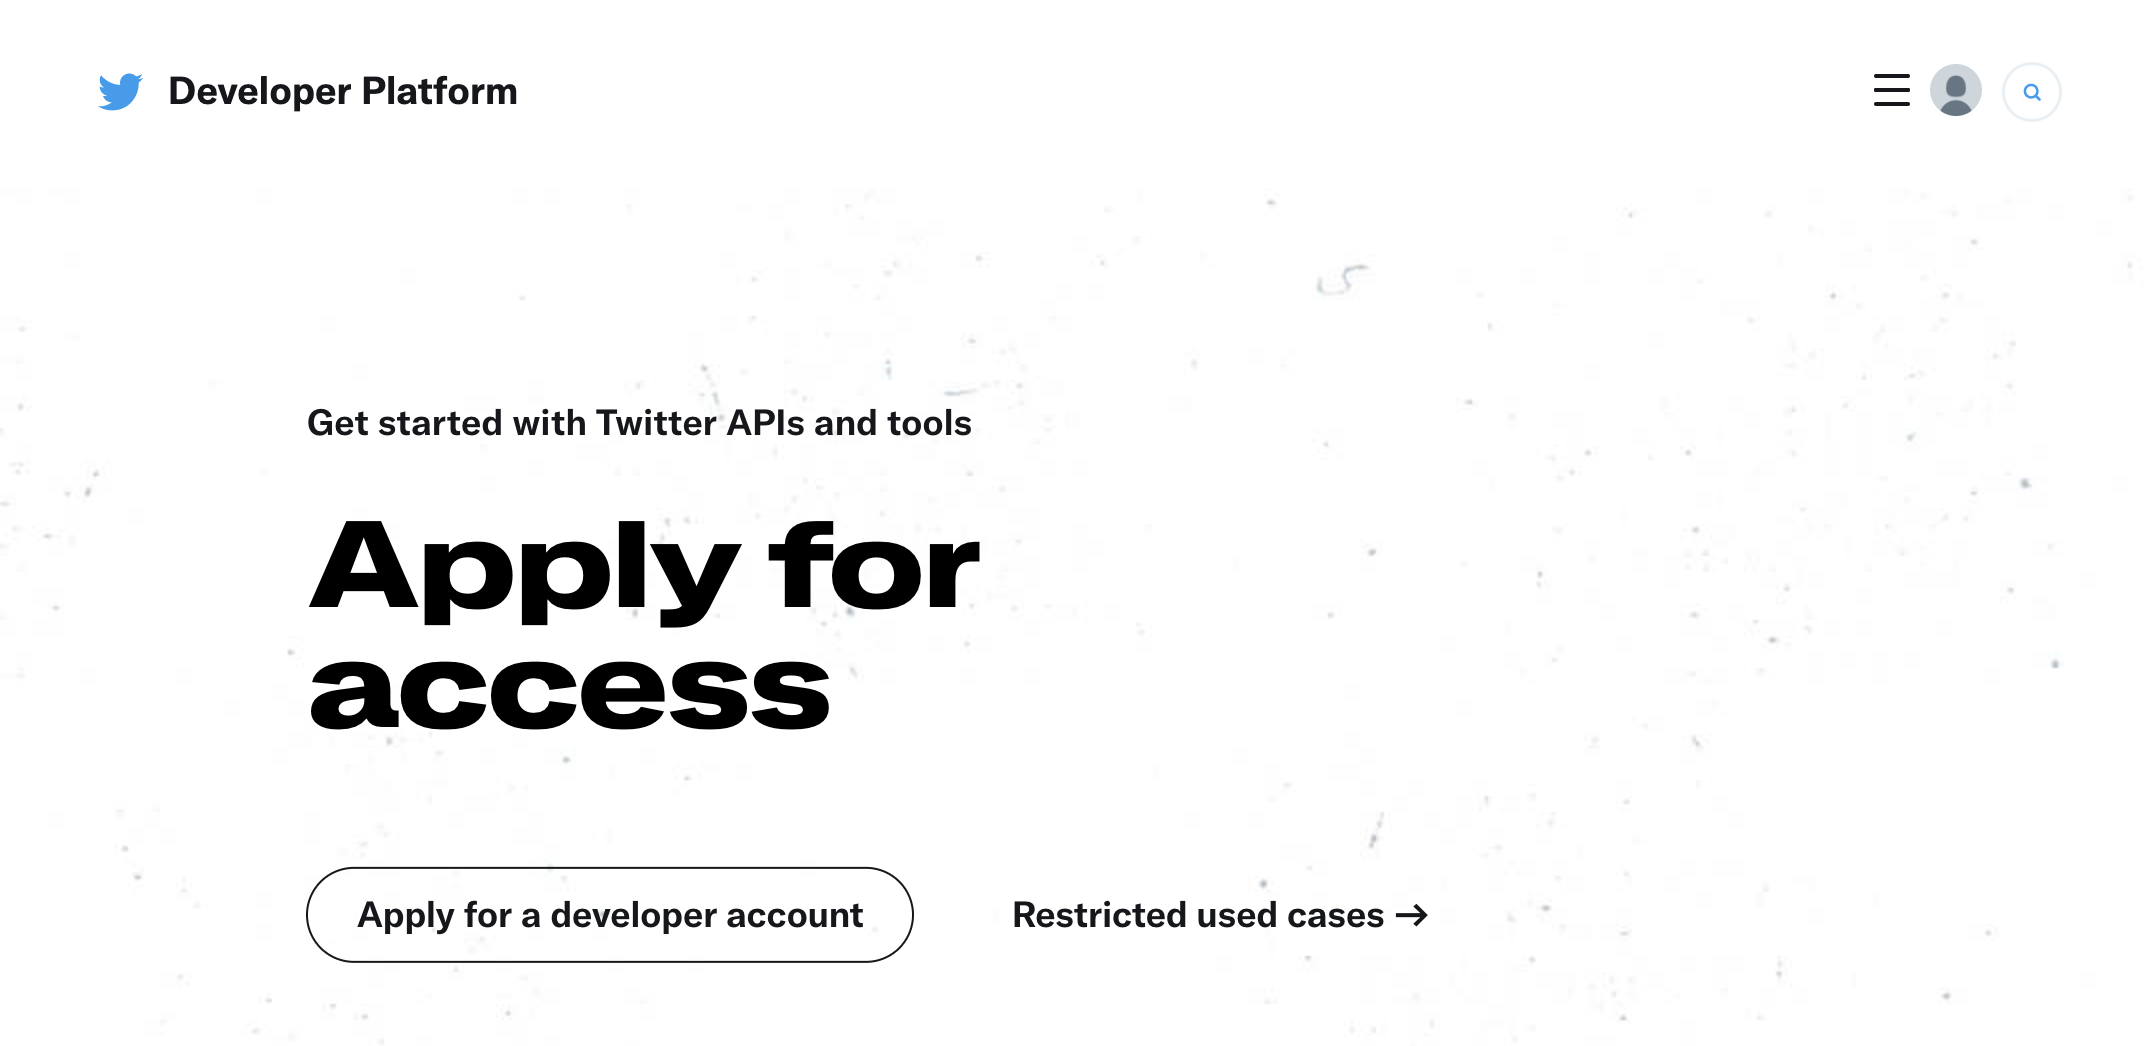 Developer Platform
Get started with Twitter APIs and tools
Apply for
access
Apply for a developer account
Restricted used cases →